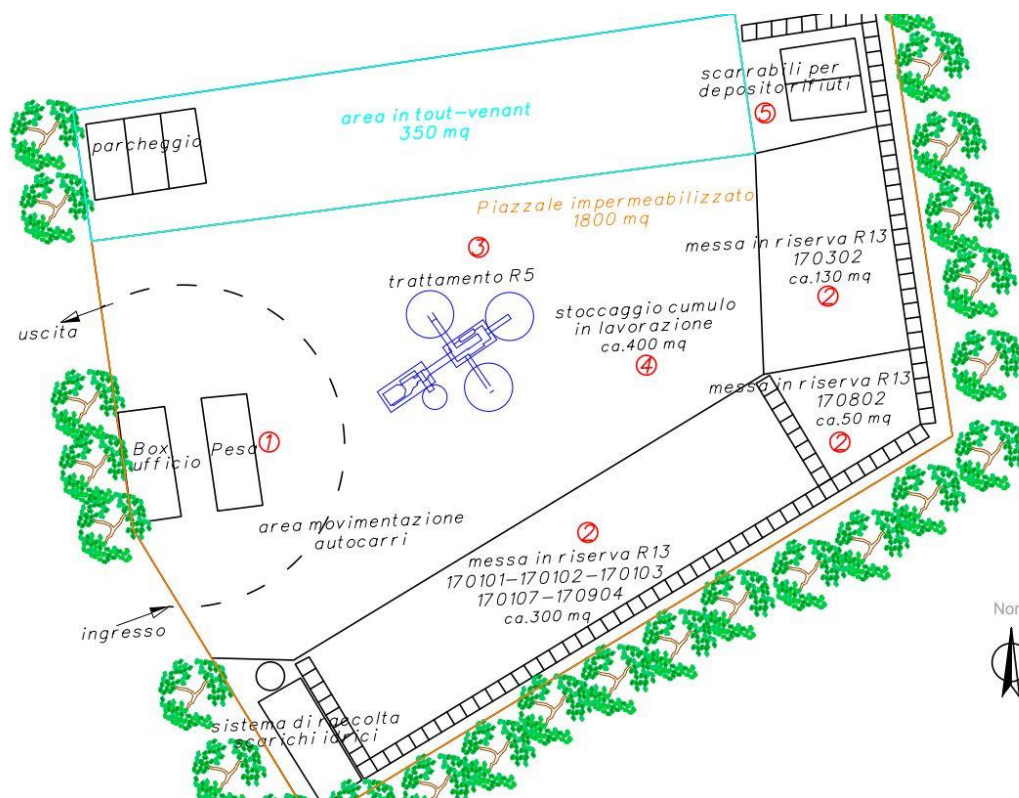 scarrabili per
deposito rifiuti
⑤
area in tout-venant
350 mq
parcheggio
Piazzale impermeabilizzato
1800 mq
③
trattamento R5
messa in riserva R13
170302
ca.130 mq
②
stoccaggio cumulo
in lavorazione
ca.400 mq
④
uscita
messa in riserva R13
170802
ca.50 mq
②
Box
ufficio
Pesa
①
area movimentazione
autocarri
②
messa in riserva R13
170101-170102-170103
170107-170904
ca.300 mq
ingresso
Nor
sistema di raccolta
scarichi idrici